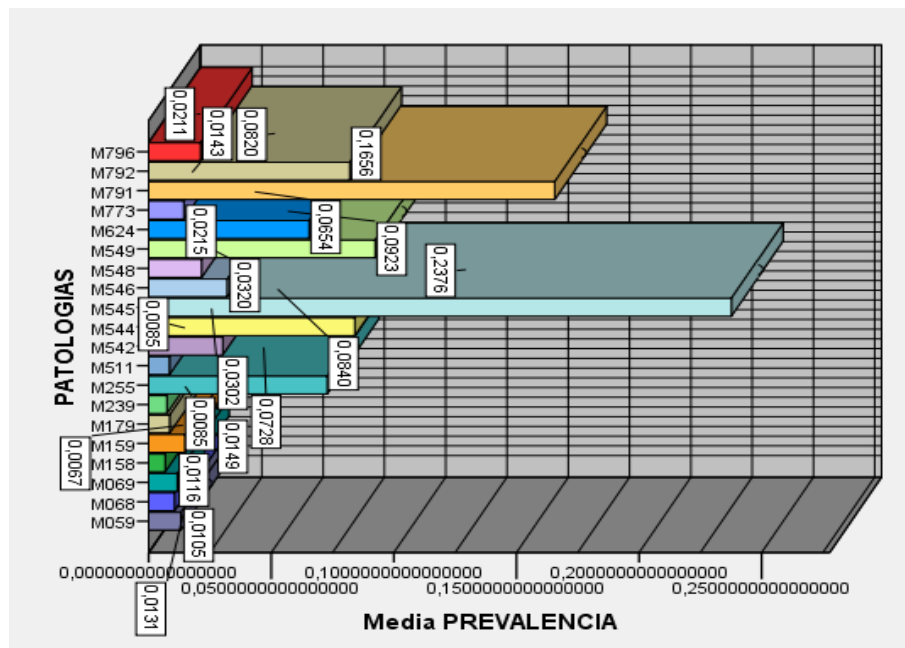 PATOLOGIAS
M796
M792
M791
M773
M624
M549
M548
M546
M545
M544
M542
M511
M255
M239
M179
M159
M158
M069
M068
M059
0,0211
0,0143
0,0820
0,1656
0,0215
0,0654
0,0923
0,0320
0,2376
0,0085
0,0302
0,0840
0,0728
0,0085
0,0149
0,0067
0,0116
0,0105
0,0131
0,0000000000000000
0,0500000000000000
0,1000000000000000
0,1500000000000000
0,2000000000000000
0,2500000000000000
Media PREVALENCIA